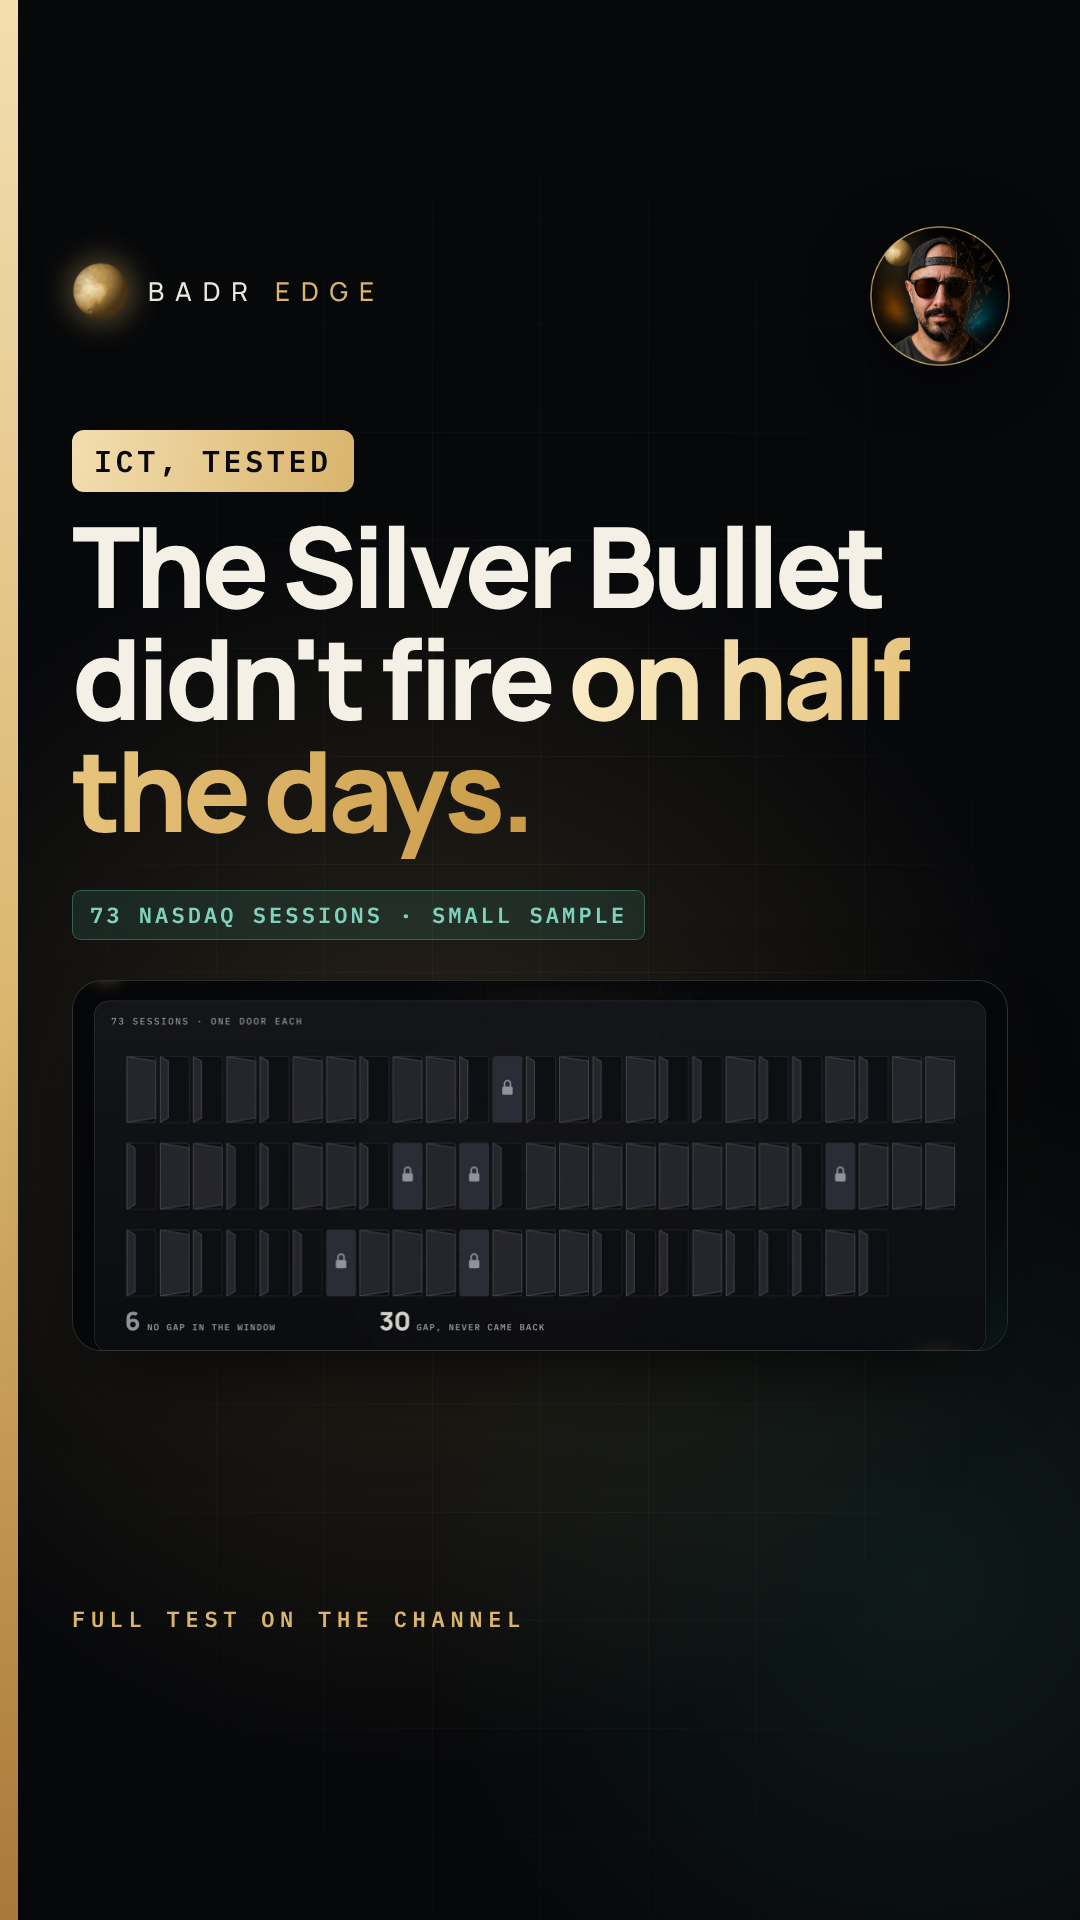 BADR EDGE
ICT, TESTED
The Silver Bullet
didn't fire on half
the days.
73 NASDAQ SESSIONS · SMALL SAMPLE
73 SESSIONS · ONE DOOR EACH
6 NO GAP IN THE WINDOW
30 GAP, NEVER CAME BACK
FULL TEST ON THE CHANNEL